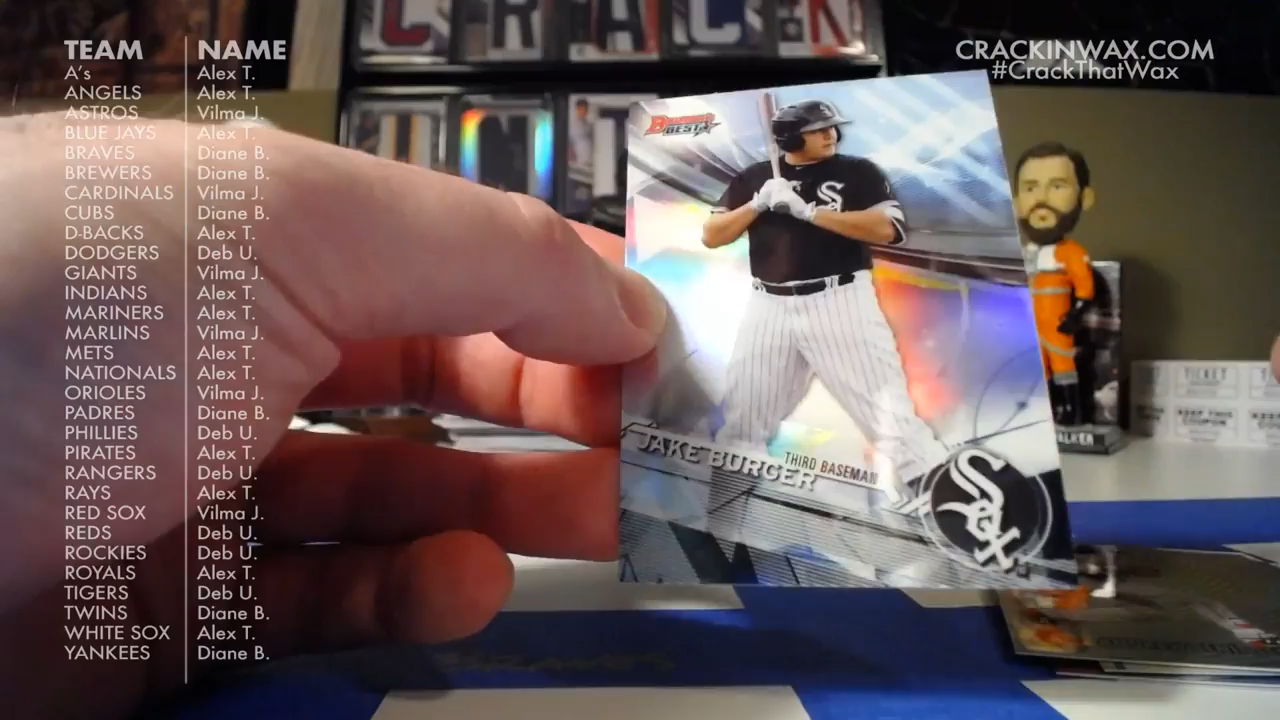 TEAM NAME
A's Alex T.
ANGELS Alex T.
ASTROS Vilma J.
BLUE JAYS Alex T.
BRAVES Diane B.
BREWERS Diane B.
CARDINALS Vilma J.
CUBS Diane B.
D-BACKS Alex T.
DODGERS Deb U.
GIANTS Vilma J.
INDIANS Alex T.
MARINERS Alex T.
MARLINS Vilma J.
METS Alex T.
NATIONALS Alex T.
ORIOLES Vilma J.
PADRES Diane B.
PHILLIES Deb U.
PIRATES Alex T.
RANGERS Deb U.
RAYS Alex T.
RED SOX Vilma J.
REDS Deb U.
ROCKIES Deb U.
ROYALS Alex T.
TIGERS Deb U.
TWINS Diane B.
WHITE SOX Alex T.
YANKEES Diane B.
CRACKINWAX.COM
#CrackThatWax
C R A C K
BOWMAN'S
BEST
JAKE BURGER
THIRD BASEMAN
Sox
TICKET